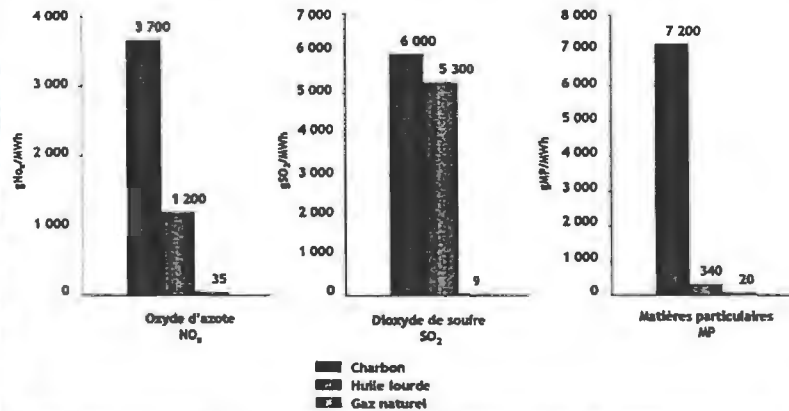 4 000
3 700
3 000
2 000
1 200
1 000
35
0
gNOₓ/MWh
Oxyde d'azote
NOₓ
7 000
6 000
6 000
5 300
5 000
4 000
3 000
2 000
1 000
9
0
gSO₂/MWh
Dioxyde de soufre
SO₂
8 000
7 200
7 000
6 000
5 000
4 000
3 000
2 000
1 000
340
20
0
gMP/MWh
Matières particulaires
MP
Charbon
Huile lourde
Gaz naturel